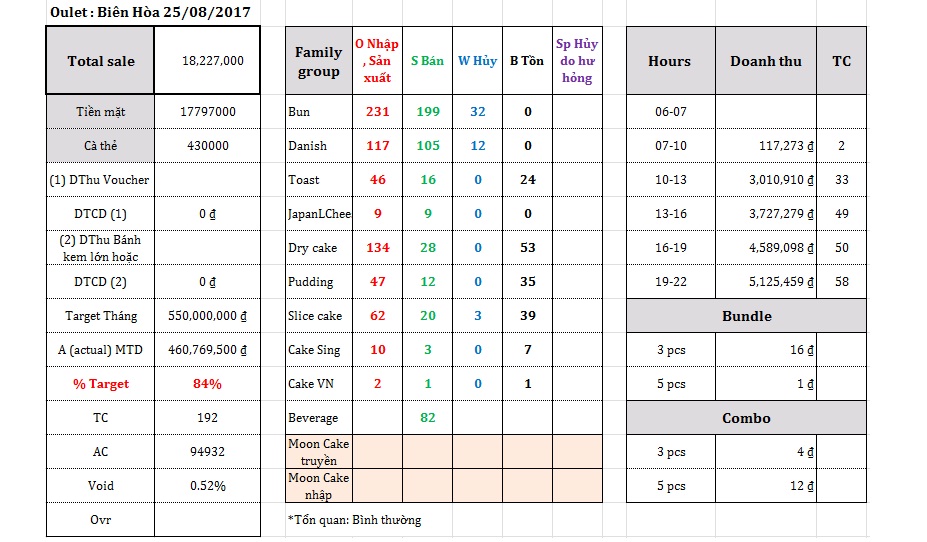 Oulet : Biên Hòa 25/08/2017
Total sale 18,227,000
Tiền mặt 17797000
Cà thẻ 430000
(1) DThu Voucher
DTCD (1) 0 ₫
(2) DThu Bánh
kem lớn hoặc
DTCD (2) 0 ₫
Target Tháng 550,000,000 ₫
A (actual) MTD 460,769,500 ₫
% Target 84%
TC 192
AC 94932
Void 0.52%
Ovr
Family
group
O Nhập
, Sản
xuất
S Bán
W Hủy
B Tồn
Sp Hủy
do hư
hỏng
Bun 231 199 32 0
Danish 117 105 12 0
Toast 46 16 0 24
JapanLChee 9 9 0 0
Dry cake 134 28 0 53
Pudding 47 12 0 35
Slice cake 62 20 3 39
Cake Sing 10 3 0 7
Cake VN 2 1 0 1
Beverage 82
Moon Cake
truyền
Moon Cake
nhập
*Tổn quan: Bình thường
Hours Doanh thu TC
06-07
07-10 117,273 ₫ 2
10-13 3,010,910 ₫ 33
13-16 3,727,279 ₫ 49
16-19 4,589,098 ₫ 50
19-22 5,125,459 ₫ 58
Bundle
3 pcs 16 ₫
5 pcs 1 ₫
Combo
3 pcs 4 ₫
5 pcs 12 ₫